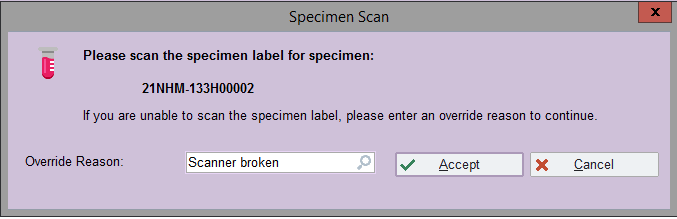 Specimen Scan
x
Please scan the specimen label for specimen:
21NHM-133H00002
If you are unable to scan the specimen label, please enter an override reason to continue.
Override Reason: Scanner broken Accept Cancel